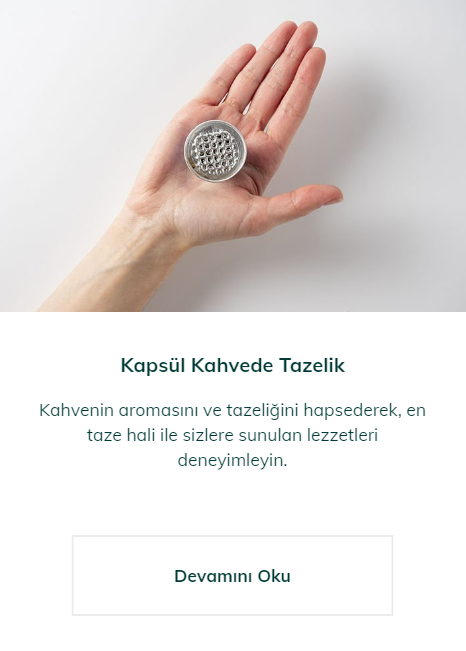 Kapsül Kahvede Tazelik
Kahvenin aromasını ve tazeliğini hapsederek, en
taze hali ile sizlere sunulan lezzetleri
deneyimleyin.
Devamını Oku